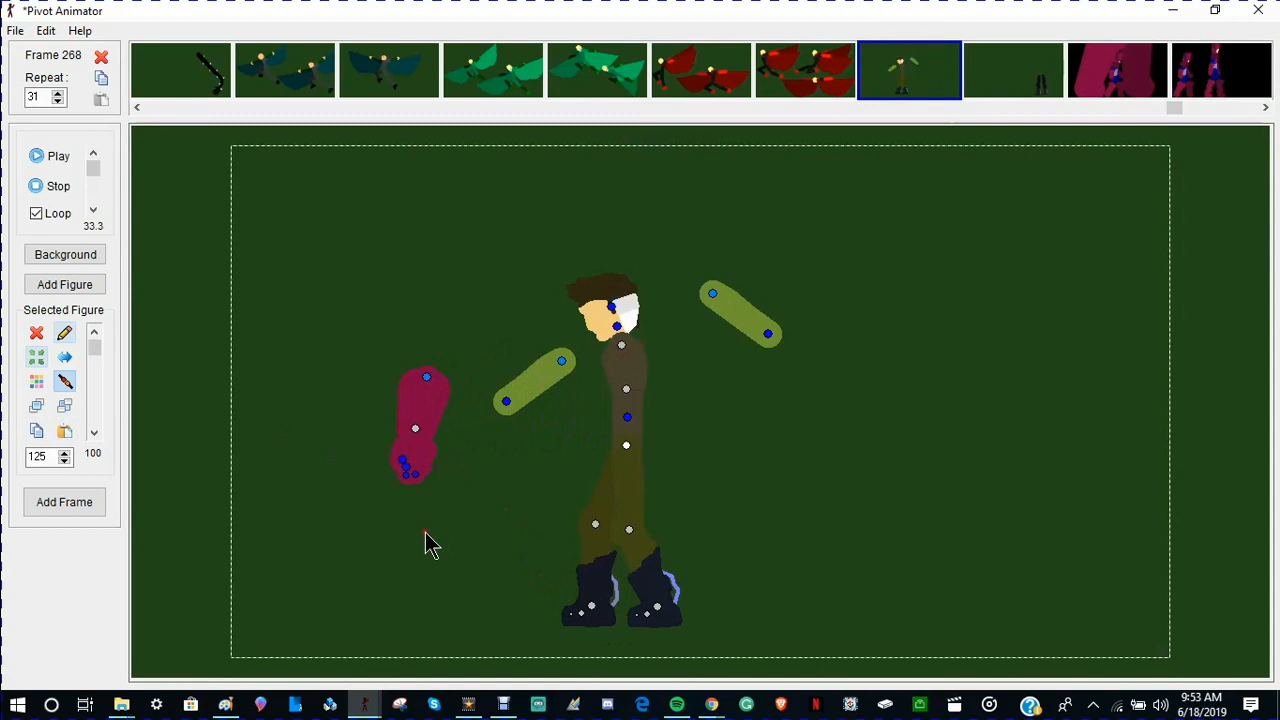 *Pivot Animator
File Edit Help
Frame 268
Repeat :
31
Play
Stop
Loop
33.3
Background
Add Figure
Selected Figure
125
100
Add Frame
9:53 AM
6/18/2019